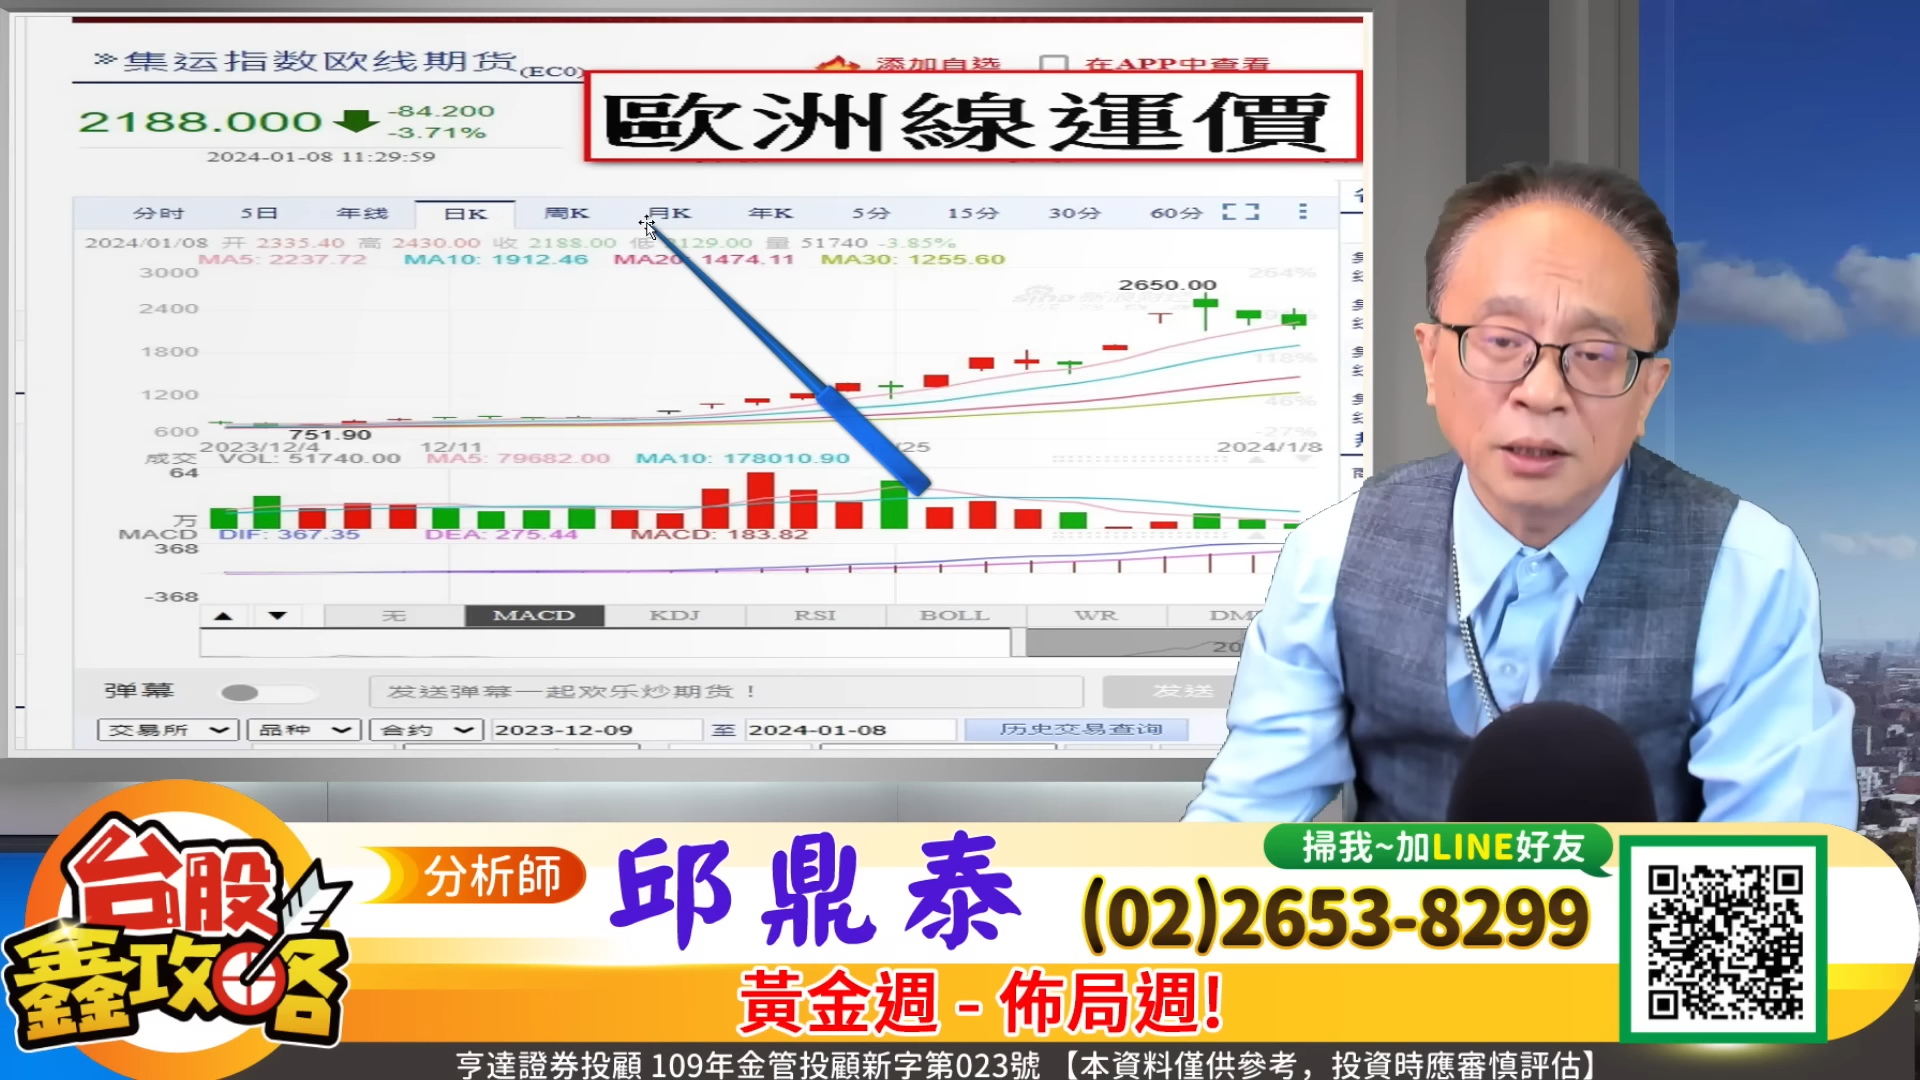 集运指数欧线期货(EC0)
添加自选
在APP中查看
歐洲線運價
2188.000
-84.200
-3.71%
2024-01-08 11:29:59
分时 5日 年线 日K 周K 月K 年K 5分 15分 30分 60分
2024/01/08 开 2335.40 高 2430.00 收 2188.00 低 2129.00 量 51740 -3.85%
MA5: 2237.72 MA10: 1912.46 MA20: 1474.11 MA30: 1255.60
3000 264%
2650.00
2400
1800 118%
1200 46%
600 -27%
751.90
2023/12/4 12/11 /25 2024/1/8
成交 VOL: 51740.00 MA5: 79682.00 MA10: 178010.90
64
万
MACD DIF: 367.35 DEA: 275.44 MACD: 183.82
368
-368
无 MACD KDJ RSI BOLL WR DM
20
弹幕 发送弹幕一起欢乐炒期货！ 发送
交易所 品种 合约 2023-12-09 至 2024-01-08 历史交易查询
台股
鑫攻略
分析師
邱鼎泰
掃我~加LINE好友
(02)2653-8299
黃金週 - 佈局週!
亨達證券投顧 109年金管投顧新字第023號 【本資料僅供參考，投資時應審慎評估】